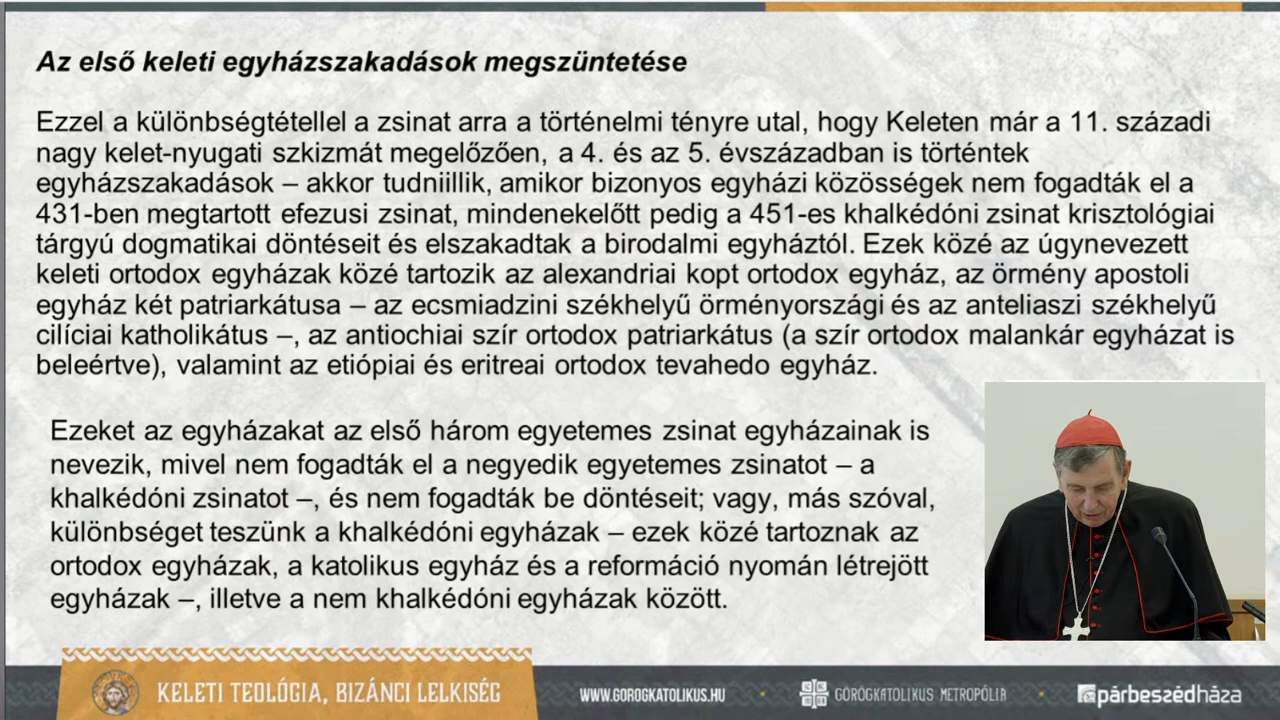 Az első keleti egyházszakadások megszüntetése
Ezzel a különbségtétellel a zsinat arra a történelmi tényre utal, hogy Keleten már a 11. századi
nagy kelet-nyugati szkizmát megelőzően, a 4. és az 5. évszázadban is történtek
egyházszakadások – akkor tudniillik, amikor bizonyos egyházi közösségek nem fogadták el a
431-ben megtartott efezusi zsinat, mindenekelőtt pedig a 451-es khalkédóni zsinat krisztológiai
tárgyú dogmatikai döntéseit és elszakadtak a birodalmi egyháztól. Ezek közé az úgynevezett
keleti ortodox egyházak közé tartozik az alexandriai kopt ortodox egyház, az örmény apostoli
egyház két patriarkátusa – az ecsmiadzini székhelyű örményországi és az anteliaszi székhelyű
cilíciai katholikátus –, az antiochiai szír ortodox patriarkátus (a szír ortodox malankár egyházat is
beleértve), valamint az etiópiai és eritreai ortodox tevahedo egyház.
Ezeket az egyházakat az első három egyetemes zsinat egyházainak is
nevezik, mivel nem fogadták el a negyedik egyetemes zsinatot – a
khalkédóni zsinatot –, és nem fogadták be döntéseit; vagy, más szóval,
különbséget teszünk a khalkédóni egyházak – ezek közé tartoznak az
ortodox egyházak, a katolikus egyház és a reformáció nyomán létrejött
egyházak –, illetve a nem khalkédóni egyházak között.
KELETI TEOLÓGIA, BIZÁNCI LELKISÉG
WWW.GOROGKATOLIKUS.HU
GÖRÖGKATOLIKUS METROPÓLIA
párbeszédháza